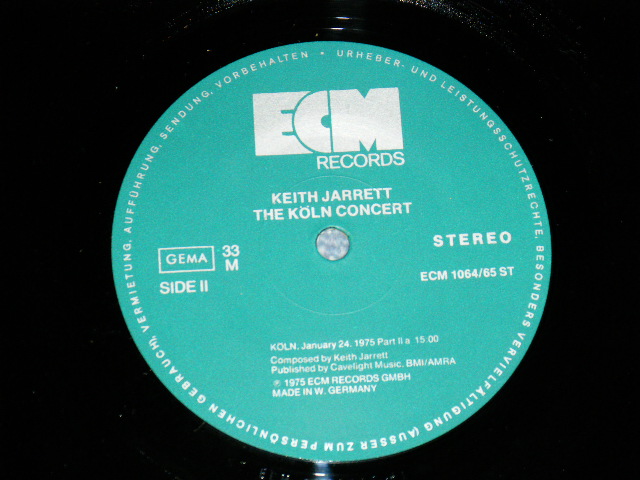 URHEBER- UND LEISTUNGSSCHUTZRECHTE, BESONDERS VERVIELFÄLTIGUNG (AUSSER ZUM PERSÖNLICHEN GEBRAUCH), VERMIETUNG, AUFFÜHRUNG, SENDUNG, VORBEHALTEN •
ECM
RECORDS
KEITH JARRETT
THE KÖLN CONCERT
GEMA 33 STEREO
M
SIDE II ECM 1064/65 ST
KÖLN, January 24, 1975 Part II a 15:00
Composed by Keith Jarrett
Published by Cavelight Music, BMI/AMRA
℗ 1975 ECM RECORDS GMBH
MADE IN W. GERMANY